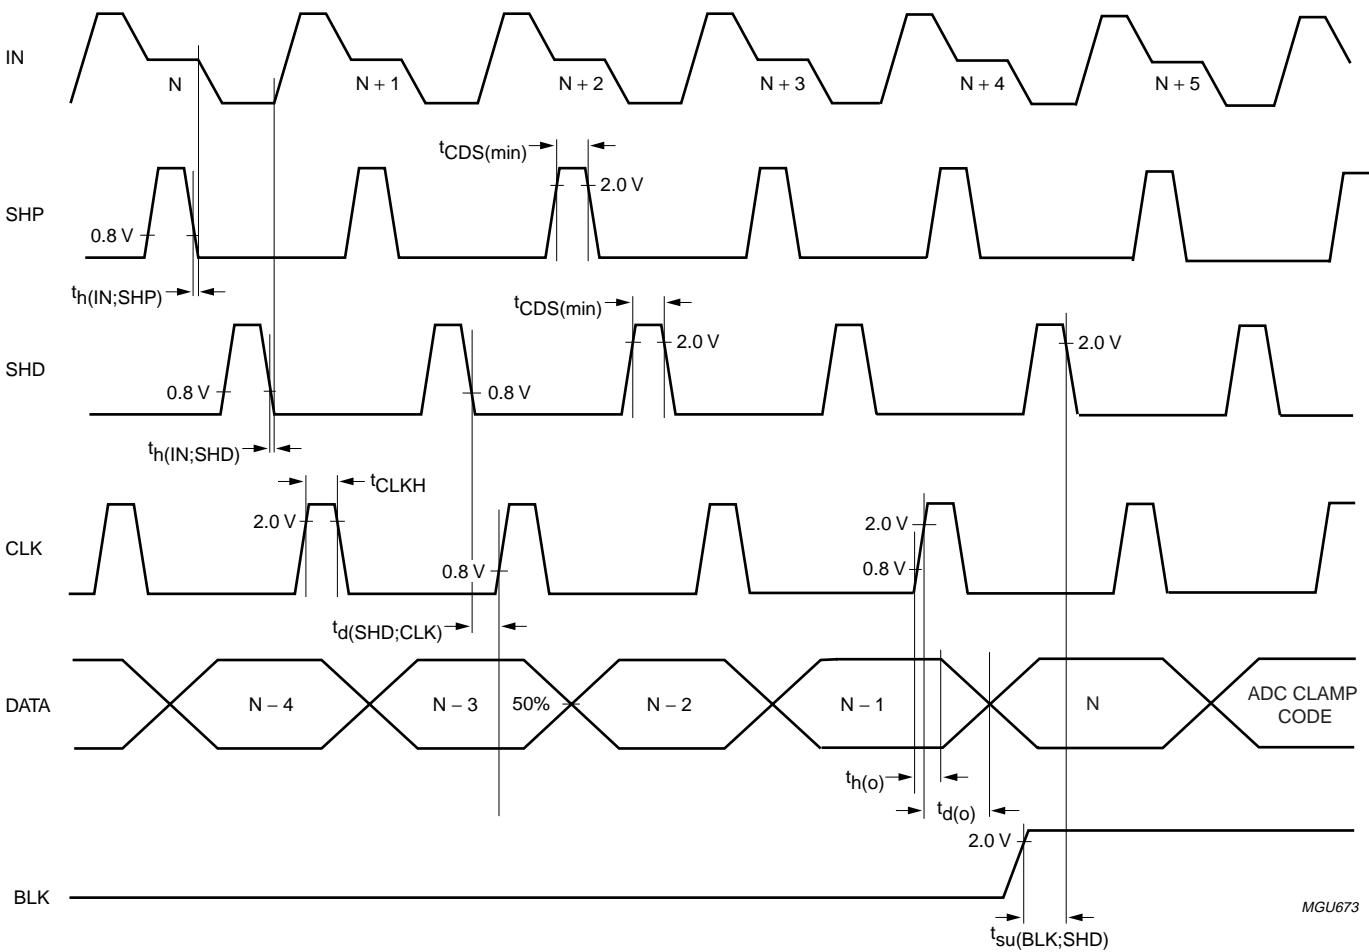 IN
N
N + 1
N + 2
N + 3
N + 4
N + 5
tCDS(min)
2.0 V
SHP
0.8 V
th(IN;SHP)
tCDS(min)
2.0 V
2.0 V
SHD
0.8 V
0.8 V
th(IN;SHD)
tCLKH
2.0 V
2.0 V
CLK
0.8 V
0.8 V
td(SHD;CLK)
DATA
N − 4
N − 3
50%
N − 2
N − 1
N
ADC CLAMP
CODE
th(o)
td(o)
2.0 V
BLK
MGU673
tsu(BLK;SHD)